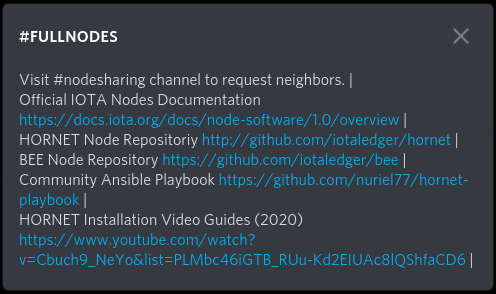 #FULLNODES
Visit #nodesharing channel to request neighbors. |
Official IOTA Nodes Documentation
https://docs.iota.org/docs/node-software/1.0/overview |
HORNET Node Repositoriy http://github.com/iotaledger/hornet |
BEE Node Repository https://github.com/iotaledger/bee |
Community Ansible Playbook https://github.com/nuriel77/hornet-
playbook |
HORNET Installation Video Guides (2020)
https://www.youtube.com/watch?
v=Cbuch9_NeYo&list=PLMbc46iGTB_RUu-Kd2EIUAc8lQShfaCD6 |